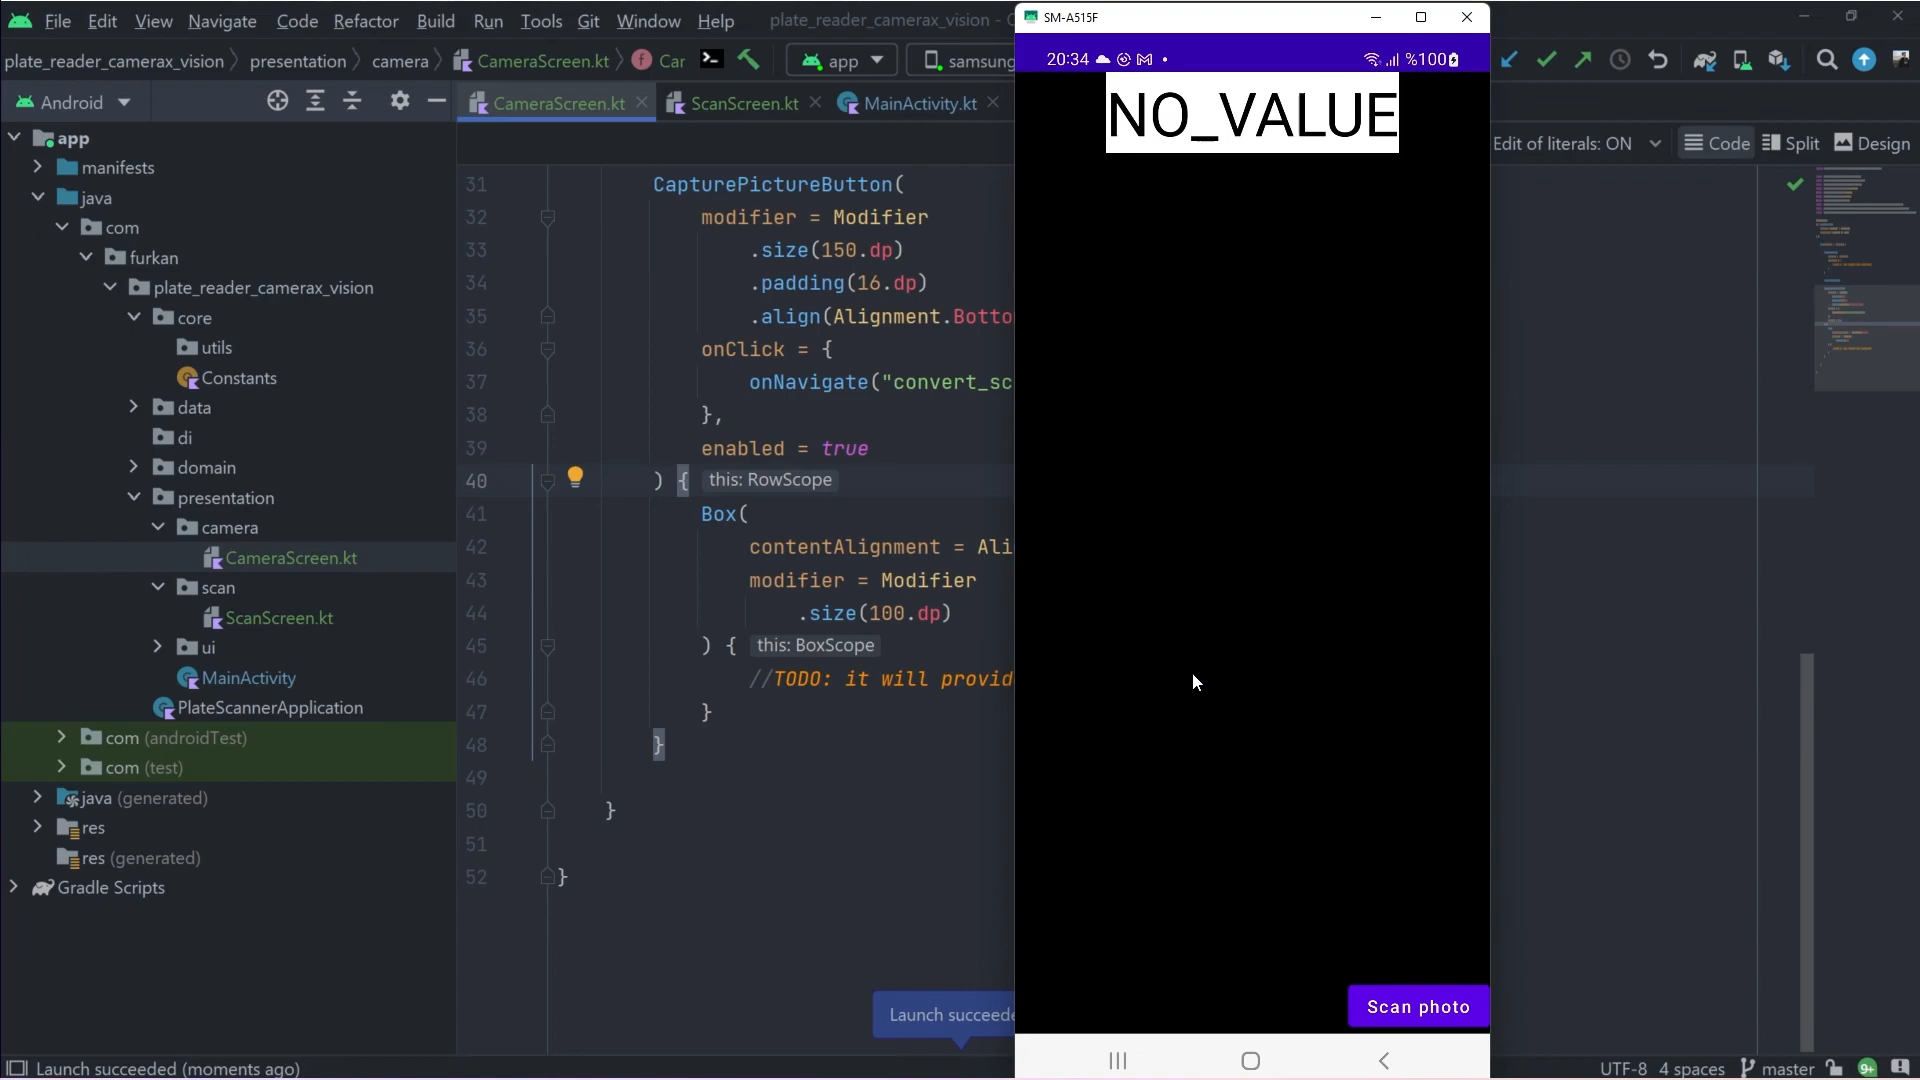 File Edit View Navigate Code Refactor Build Run Tools Git Window Help plate_reader_camerax_vision -
SM-A515F
plate_reader_camerax_vision presentation camera CameraScreen.kt Car app samsung
20:34 %100
Android CameraScreen.kt ScanScreen.kt MainActivity.kt
NO_VALUE
Edit of literals: ON Code Split Design
app
manifests
java
com
furkan
plate_reader_camerax_vision
core
utils
Constants
data
di
domain
presentation
camera
CameraScreen.kt
scan
ScanScreen.kt
ui
MainActivity
PlateScannerApplication
com (androidTest)
com (test)
java (generated)
res
res (generated)
Gradle Scripts
31 CapturePictureButton(
32 modifier = Modifier
33 .size(150.dp)
34 .padding(16.dp)
35 .align(Alignment.Botto
36 onClick = {
37 onNavigate("convert_sc
38 },
39 enabled = true
40 ) { this: RowScope
41 Box(
42 contentAlignment = Ali
43 modifier = Modifier
44 .size(100.dp)
45 ) { this: BoxScope
46 //TODO: it will provid
47 }
48 }
49
50 }
51
52 }
Scan photo
Launch succeede
Launch succeeded (moments ago) UTF-8 4 spaces master 9+